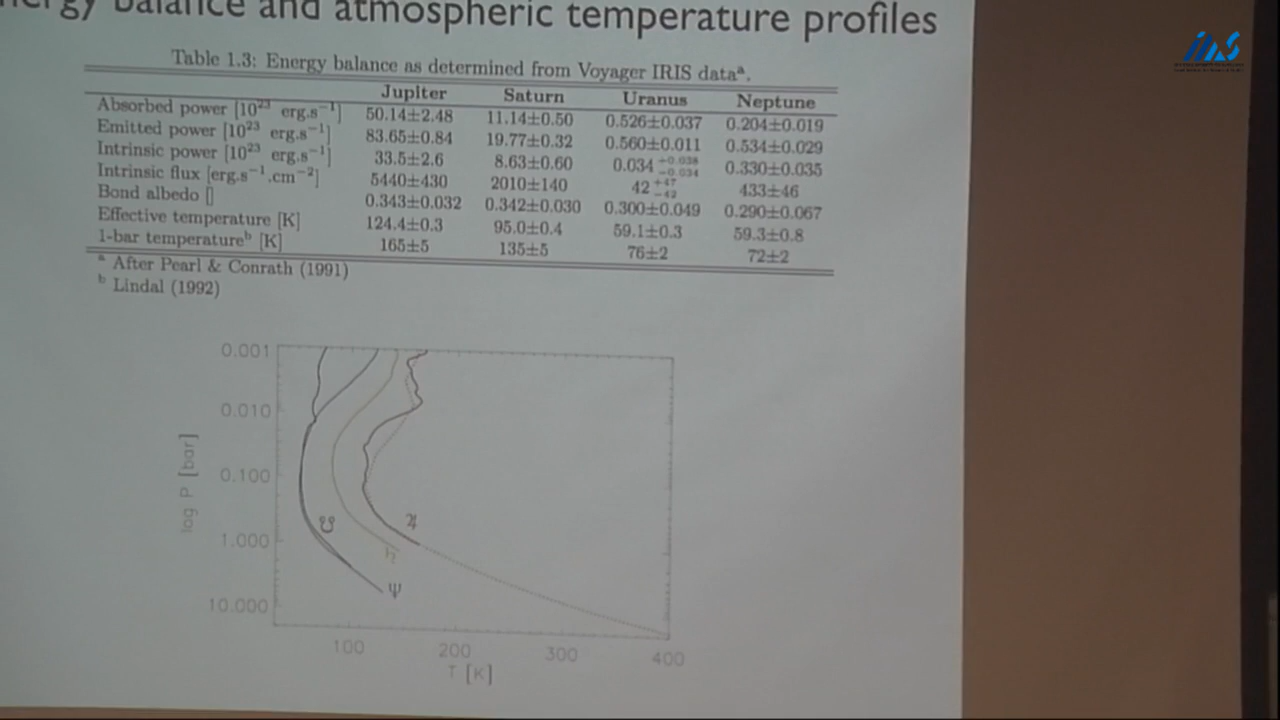 nergy balance and atmospheric temperature profiles
Table 1.3: Energy balance as determined from Voyager IRIS dataᵃ.
Jupiter Saturn Uranus Neptune
Absorbed power [10²³ erg.s⁻¹] 50.14±2.48 11.14±0.50 0.526±0.037 0.204±0.019
Emitted power [10²³ erg.s⁻¹] 83.65±0.84 19.77±0.32 0.560±0.011 0.534±0.029
Intrinsic power [10²³ erg.s⁻¹] 33.5±2.6 8.63±0.60 0.034 +0.038 −0.034 0.330±0.035
Intrinsic flux [erg.s⁻¹.cm⁻²] 5440±430 2010±140 42 +47 −42 433±46
Bond albedo [] 0.343±0.032 0.342±0.030 0.300±0.049 0.290±0.067
Effective temperature [K] 124.4±0.3 95.0±0.4 59.1±0.3 59.3±0.8
1-bar temperatureᵇ [K] 165±5 135±5 76±2 72±2
ᵃ After Pearl & Conrath (1991)
ᵇ Lindal (1992)
0.001
0.010
0.100
1.000
10.000
log P [bar]
♃
♄
Ψ
100 200 300 400
T [K]